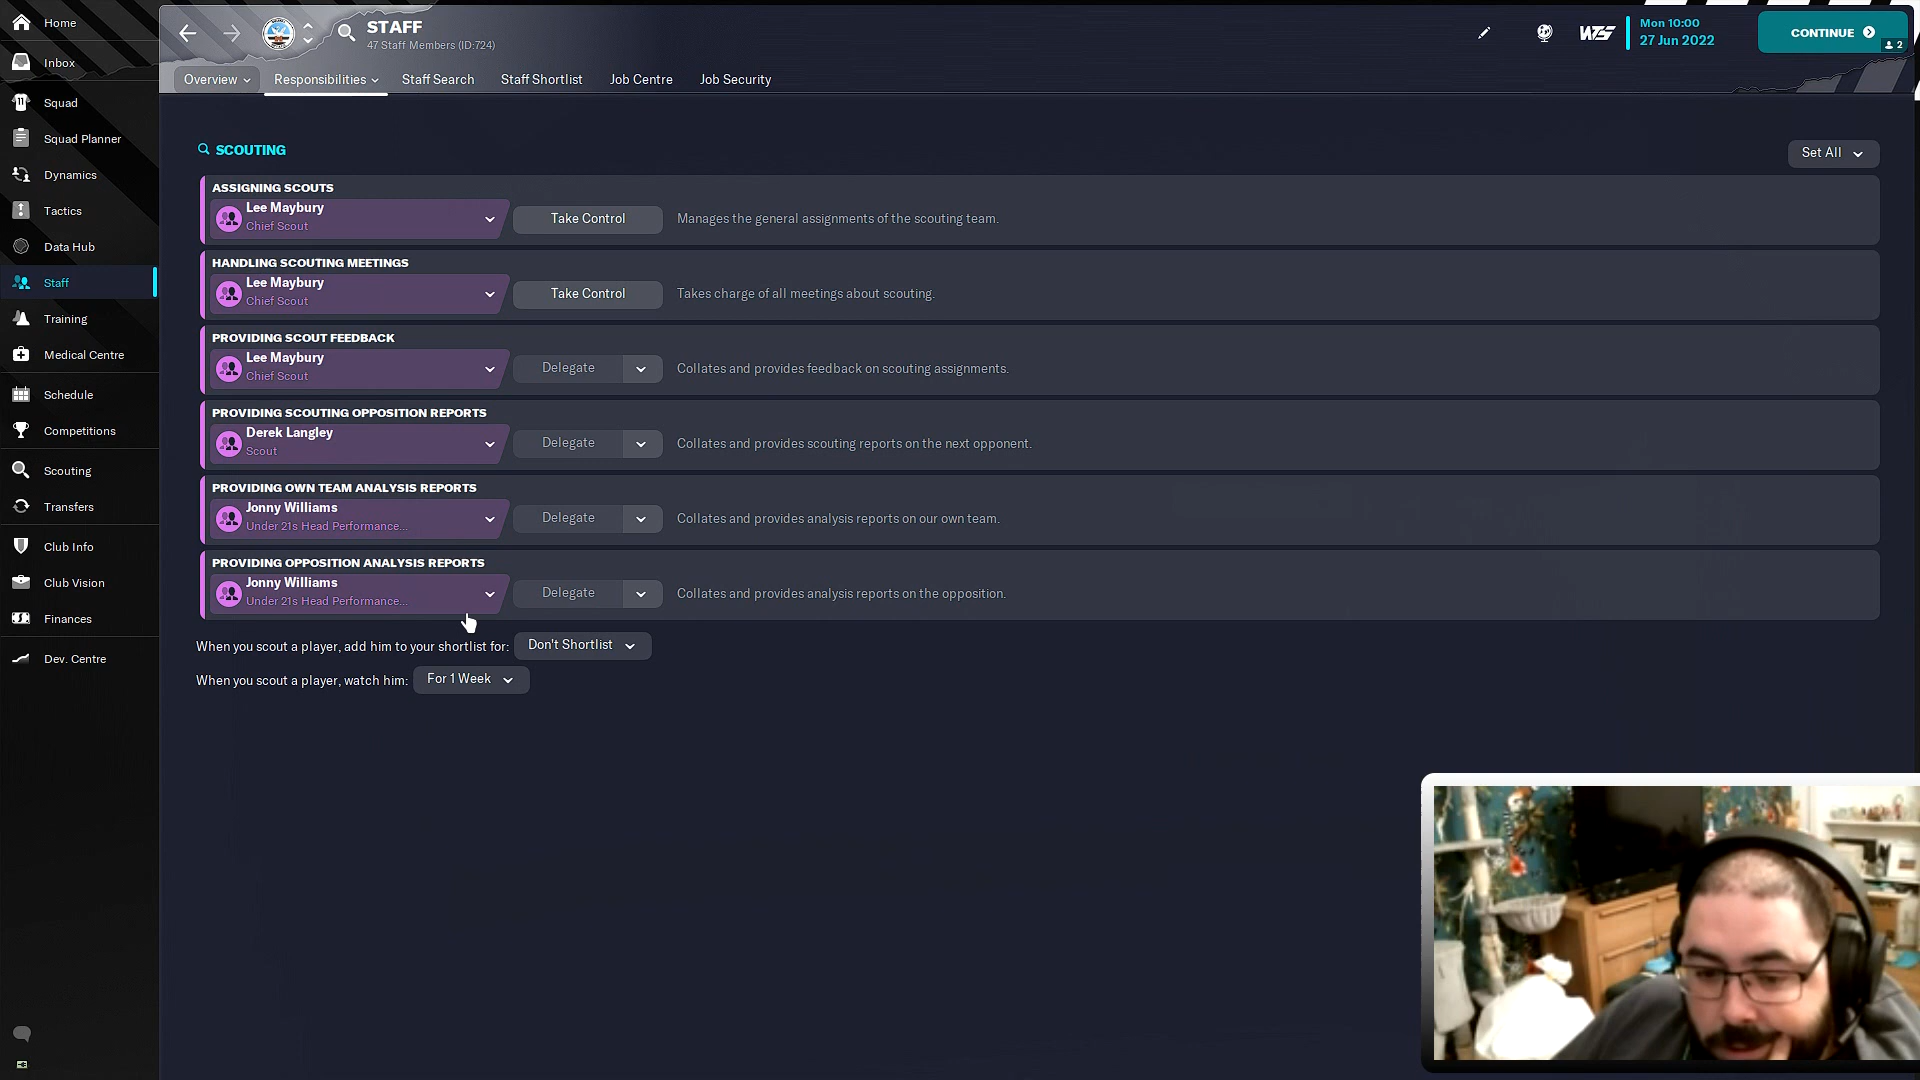 Home
Inbox
Squad
Squad Planner
Dynamics
Tactics
Data Hub
Staff
Training
Medical Centre
Schedule
Competitions
Scouting
Transfers
Club Info
Club Vision
Finances
Dev. Centre
STAFF
47 Staff Members (ID:724)
Mon 10:00
27 Jun 2022
CONTINUE
2
Overview
Responsibilities
Staff Search
Staff Shortlist
Job Centre
Job Security
SCOUTING
Set All
ASSIGNING SCOUTS
Lee Maybury
Chief Scout
Take Control
Manages the general assignments of the scouting team.
HANDLING SCOUTING MEETINGS
Lee Maybury
Chief Scout
Take Control
Takes charge of all meetings about scouting.
PROVIDING SCOUT FEEDBACK
Lee Maybury
Chief Scout
Delegate
Collates and provides feedback on scouting assignments.
PROVIDING SCOUTING OPPOSITION REPORTS
Derek Langley
Scout
Delegate
Collates and provides scouting reports on the next opponent.
PROVIDING OWN TEAM ANALYSIS REPORTS
Jonny Williams
Under 21s Head Performance...
Delegate
Collates and provides analysis reports on our own team.
PROVIDING OPPOSITION ANALYSIS REPORTS
Jonny Williams
Under 21s Head Performance...
Delegate
Collates and provides analysis reports on the opposition.
When you scout a player, add him to your shortlist for: Don't Shortlist
When you scout a player, watch him: For 1 Week